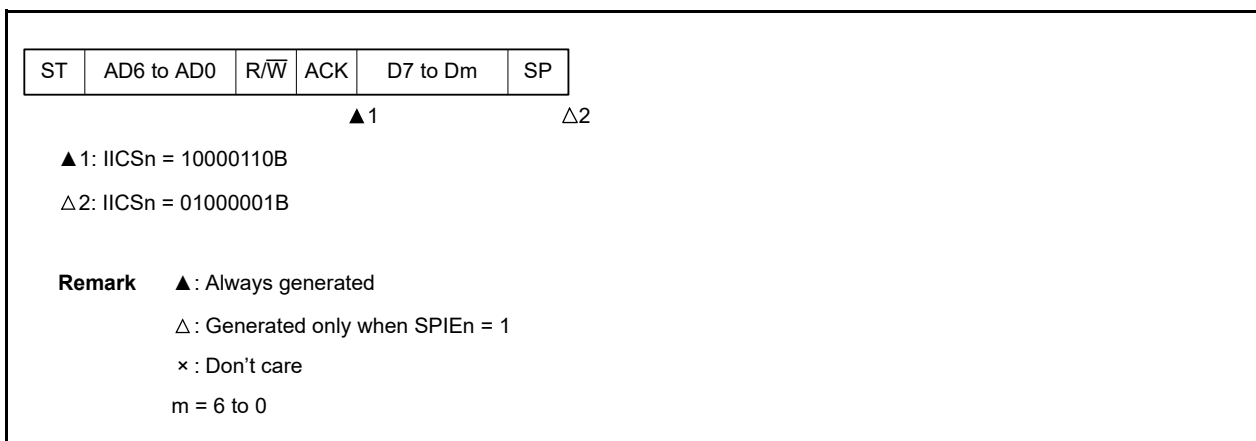 ST AD6 to AD0 R/W̅ ACK D7 to Dm SP
▲1 △2
▲1: IICSn = 10000110B
△2: IICSn = 01000001B
Remark ▲: Always generated
△: Generated only when SPIEn = 1
×: Don’t care
m = 6 to 0